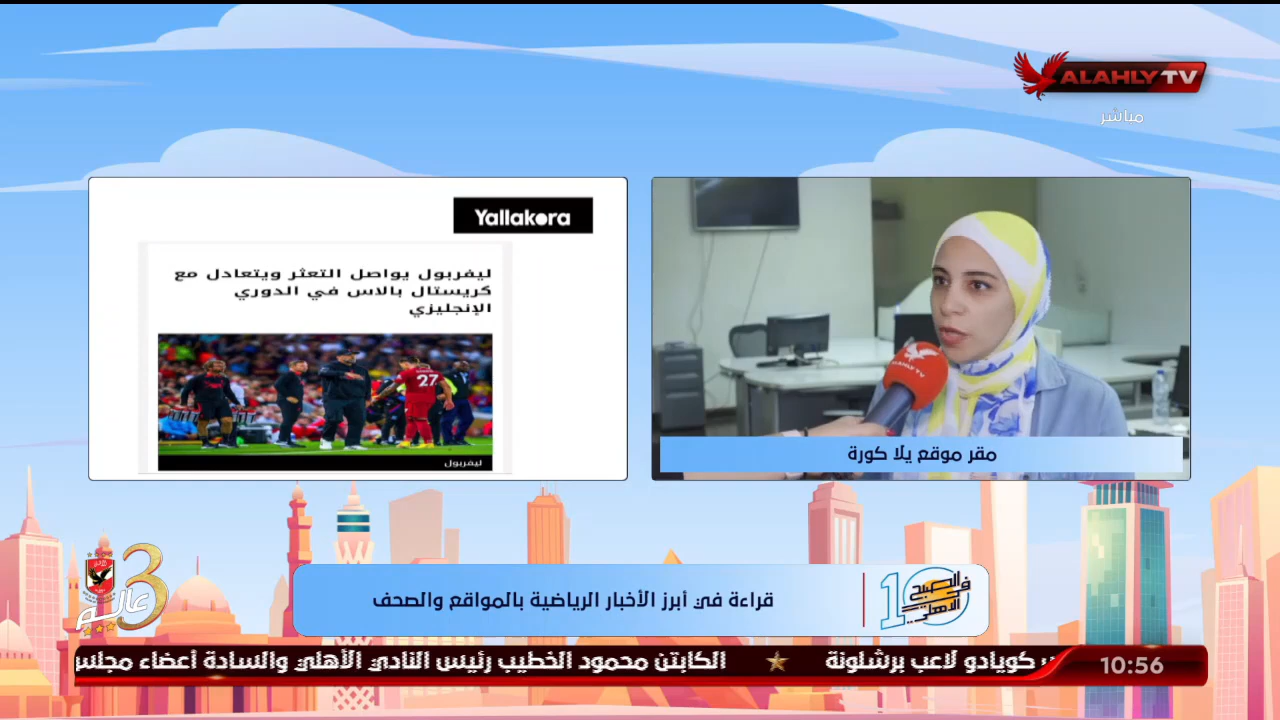 ALAHLY TV
مباشر
Yallakora
ليفربول يواصل التعثر ويتعادل مع
كريستال بالاس في الدوري
الإنجليزي
27
ليفربول
ALAHLY TV
مقر موقع يلا كورة
3
عالم
10
في الصبح
الأهلي
قراءة في أبرز الأخبار الرياضية بالمواقع والصحف
كويادو لاعب برشلونة ★ الكابتن محمود الخطيب رئيس النادي الأهلي والسادة أعضاء مجلس
10:56